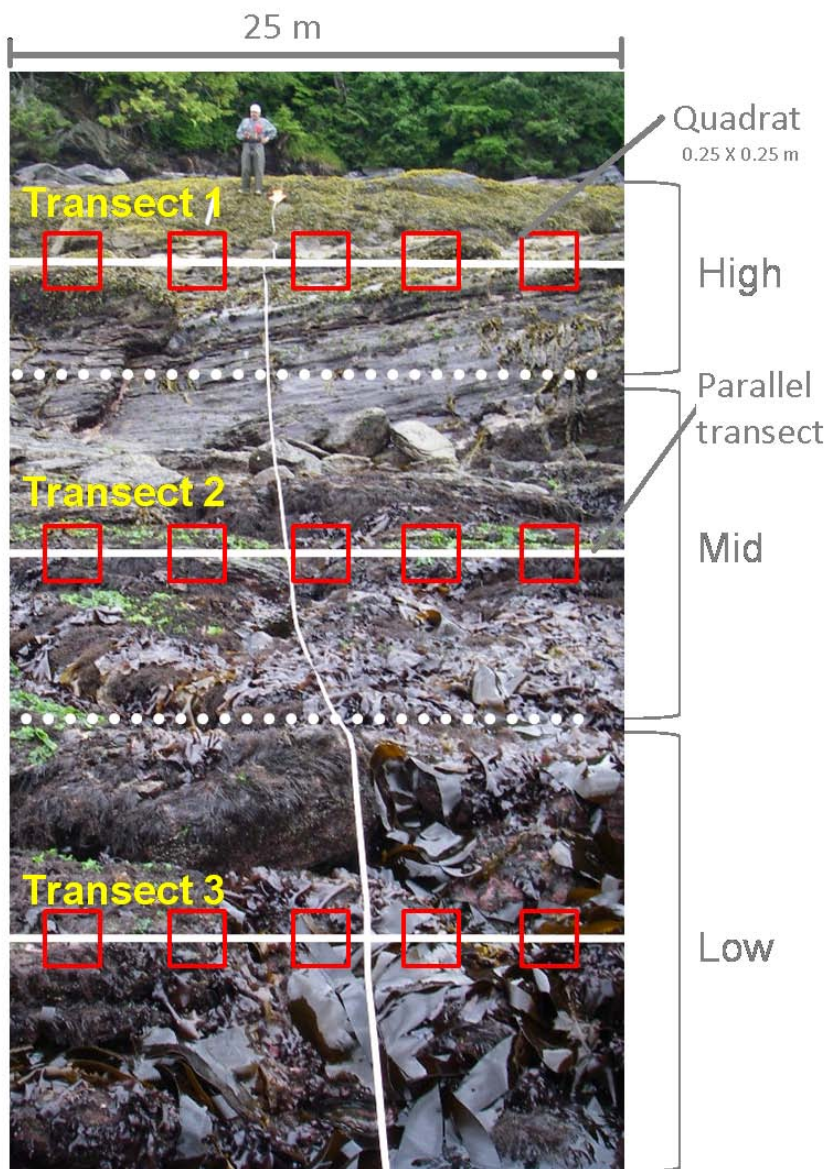 25 m
Quadrat
0.25 X 0.25 m
Transect 1
High
Parallel
transect
Transect 2
Mid
Transect 3
Low